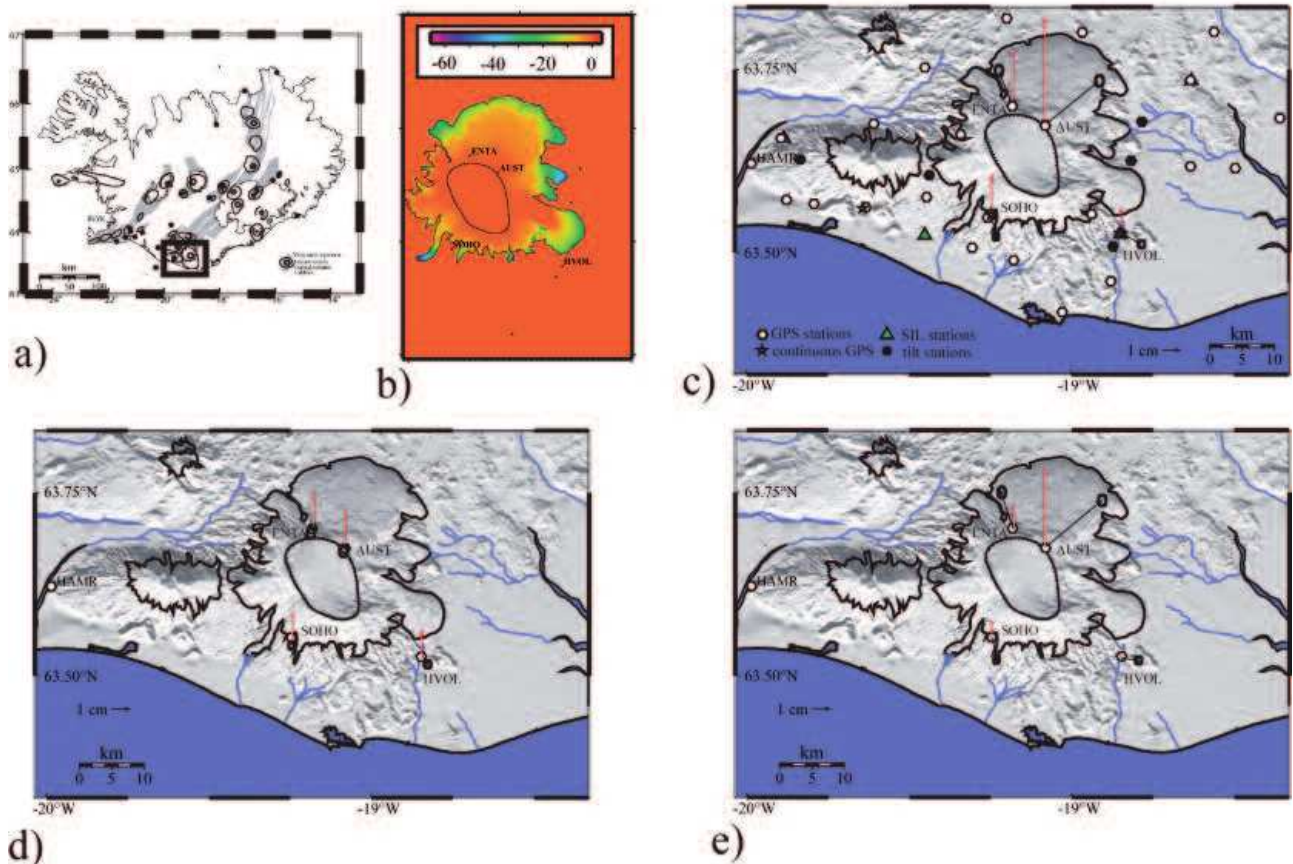 -60 -40 -20 0
ENTA
AUST
SOHO
HVOL
km
0 50 100
a)
b)
63.75°N
ENTA
AUST
HAMR
SOHO
63.50°N
HVOL
GPS stations
SIL stations
continuous GPS
tilt stations
1 cm
km
0 5 10
-20°W
-19°W
c)
63.75°N
ENTA
AUST
HAMR
SOHO
63.50°N
HVOL
1 cm
km
0 5 10
-20°W
-19°W
d)
63.75°N
ENTA
AUST
HAMR
SOHO
63.50°N
HVOL
1 cm
km
0 5 10
-20°W
-19°W
e)